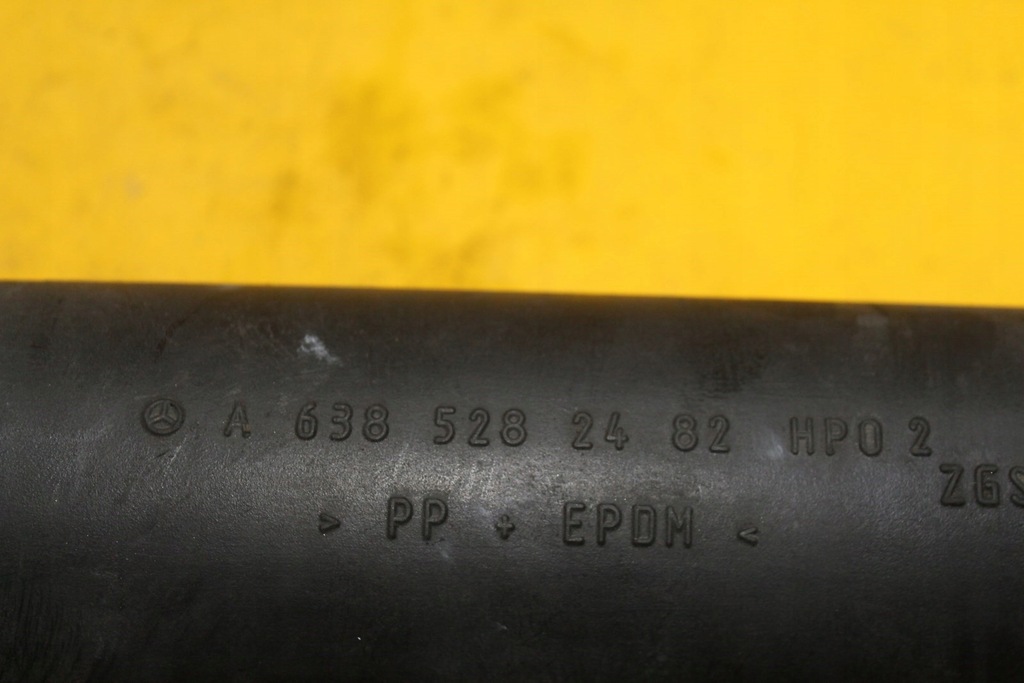 A 638 528 24 82 HPO 2
ZGS
> PP + EPDM <